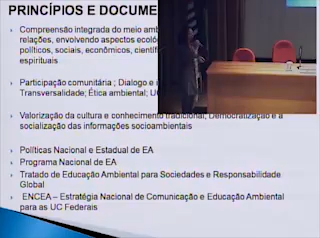 PRINCÍPIOS E DOCUME
Compreensão integrada do meio amb
relações, envolvendo aspectos ecoló
políticos, sociais, econômicos, científi
espirituais
Participação comunitária ; Dialogo e i
Transversalidade; Ética ambiental; U
Valorização da cultura e conhecimento tradicional; Democratização e a
socialização das informações socioambientais
Políticas Nacional e Estadual de EA
Programa Nacional de EA
Tratado de Educação Ambiental para Sociedades e Responsabilidade
Global
ENCEA – Estratégia Nacional de Comunicação e Educação Ambiental
para as UC Federais